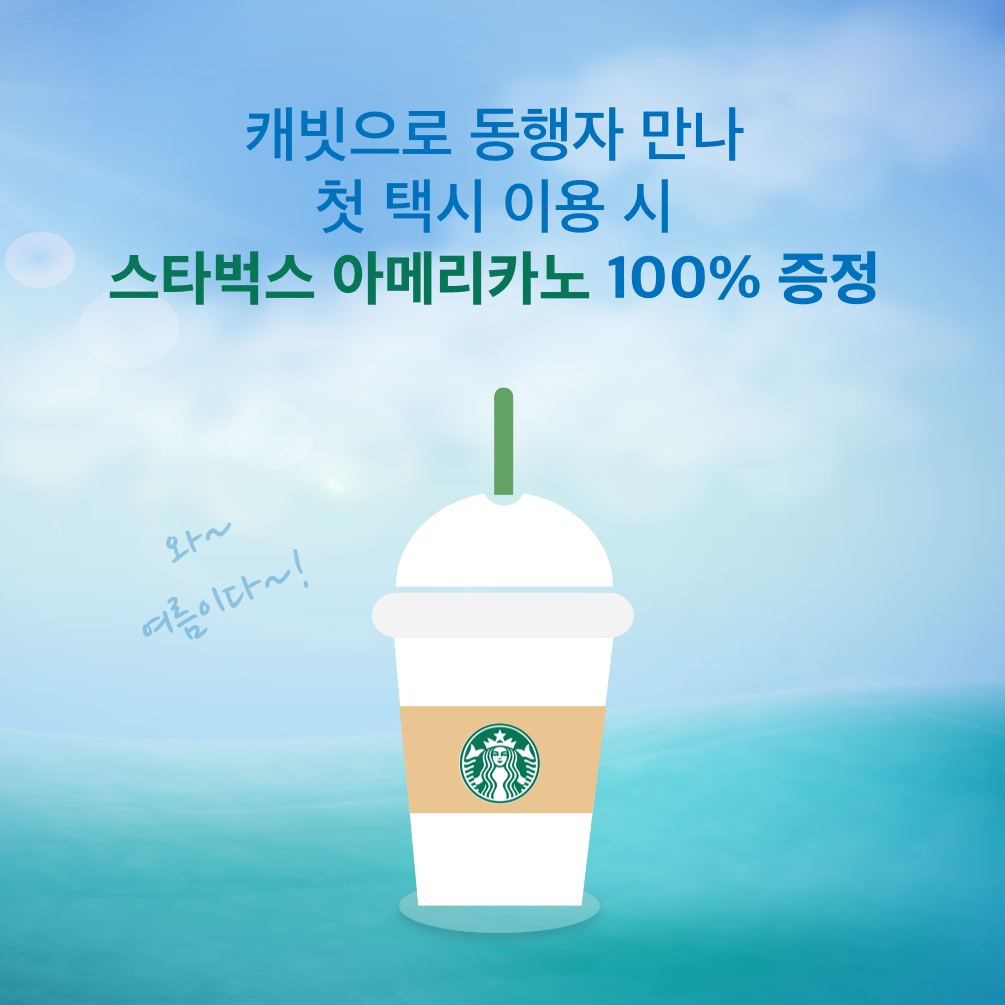 캐빗으로 동행자 만나
첫 택시 이용 시
스타벅스 아메리카노 100% 증정
와~
여름이다~!